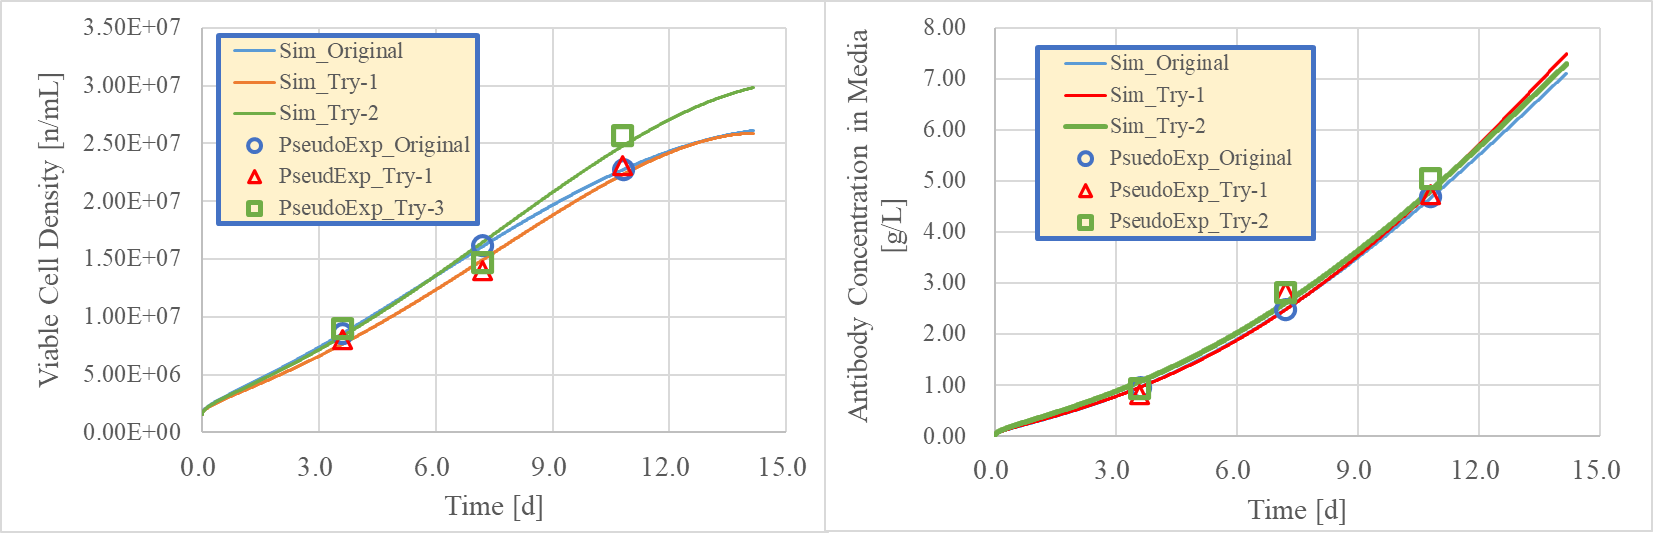 3.50E+07
3.00E+07
2.50E+07
2.00E+07
1.50E+07
1.00E+07
5.00E+06
0.00E+00
Viable Cell Density [n/mL]
Sim_Original
Sim_Try-1
Sim_Try-2
PseudoExp_Original
PseudExp_Try-1
PseudoExp_Try-3
0.0 3.0 6.0 9.0 12.0 15.0
Time [d]
8.00
7.00
6.00
5.00
4.00
3.00
2.00
1.00
0.00
Antibody Concentration in Media
[g/L]
Sim_Original
Sim_Try-1
Sim_Try-2
PsuedoExp_Original
PseudoExp_Try-1
PseudoExp_Try-2
0.0 3.0 6.0 9.0 12.0 15.0
Time [d]